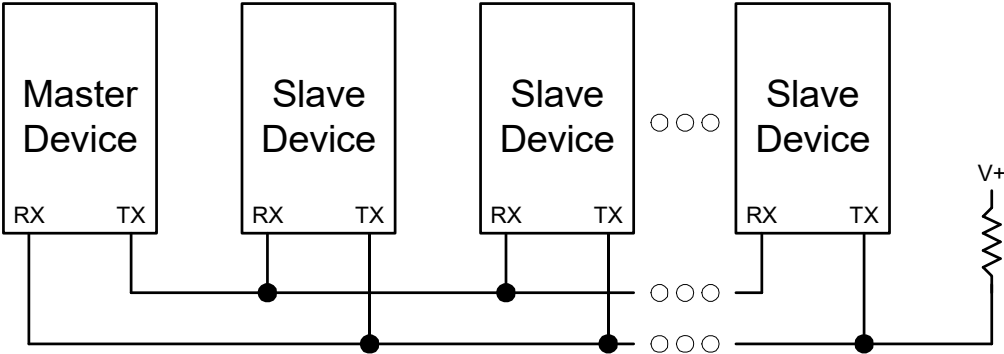 Master
Device
Slave
Device
Slave
Device
Slave
Device
RX TX
RX TX
RX TX
RX TX
V+